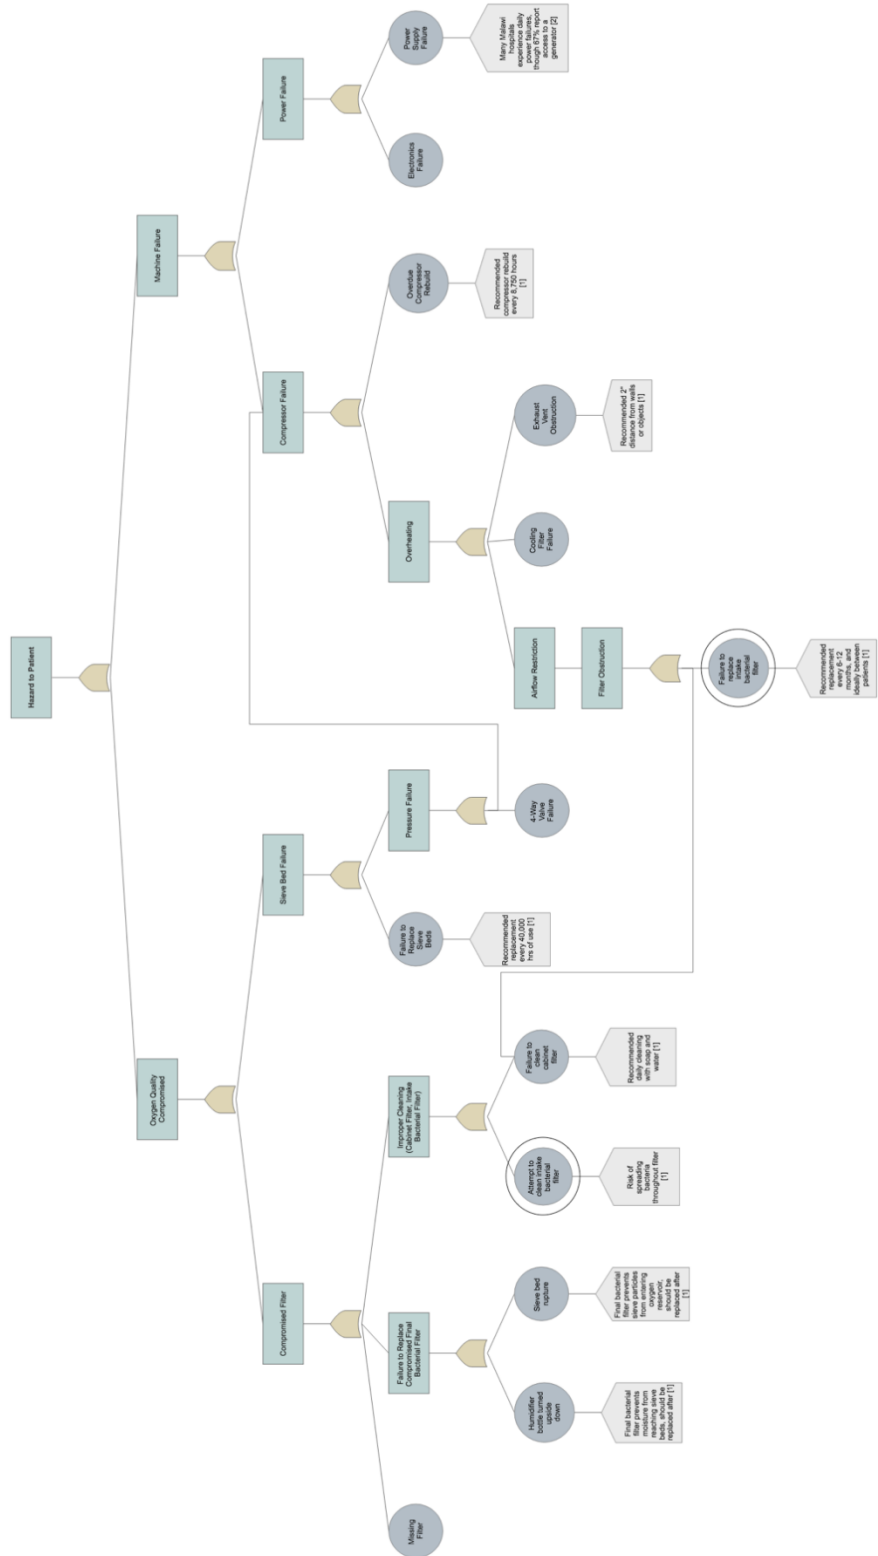 Hazard to Patient
Oxygen Quality
Compromised
Machine Failure
Compromised Filter
Sieve Bed Failure
Compressor Failure
Power Failure
Missing
Filter
Failure to Replace
Compromised Final
Bacterial Filter
Improper Cleaning
(Cabinet Filter, Intake
Bacterial Filter)
Failure to
Replace
Sieve
Beds
Pressure Failure
Overheating
Overdue
Compressor
Rebuild
Electronics
Failure
Power
Supply
Failure
Recommended
replacement
every 40,000
hrs of use [1]
Recommended
compressor rebuild
every 8,750 hours
[1]
Many Malawi
hospitals
experience daily
power failures,
though 67% report
access to a
generator [2]
Humidifier
bottle turned
upside
down
Sieve bed
rupture
Attempt to
clean intake
bacterial
filter
Failure to
clean
cabinet
filter
4-Way
Valve
Failure
Airflow Restriction
Cooling
Filter
Failure
Exhaust
Vent
Obstruction
Filter Obstruction
Final bacterial
filter prevents
moisture from
reaching sieve
beds, should be
replaced after [1]
Final bacterial
filter prevents
sieve particles
from entering
oxygen
reservoir,
should be
replaced after
[1]
Risk of
spreading
bacteria
throughout filter
[1]
Recommended
daily cleaning
with soap and
water [1]
Recommended 2"
distance from walls
or objects [1]
Failure to
replace
intake
bacterial
filter
Recommended
replacement
every 6-12
months, and
ideally between
patients [1]